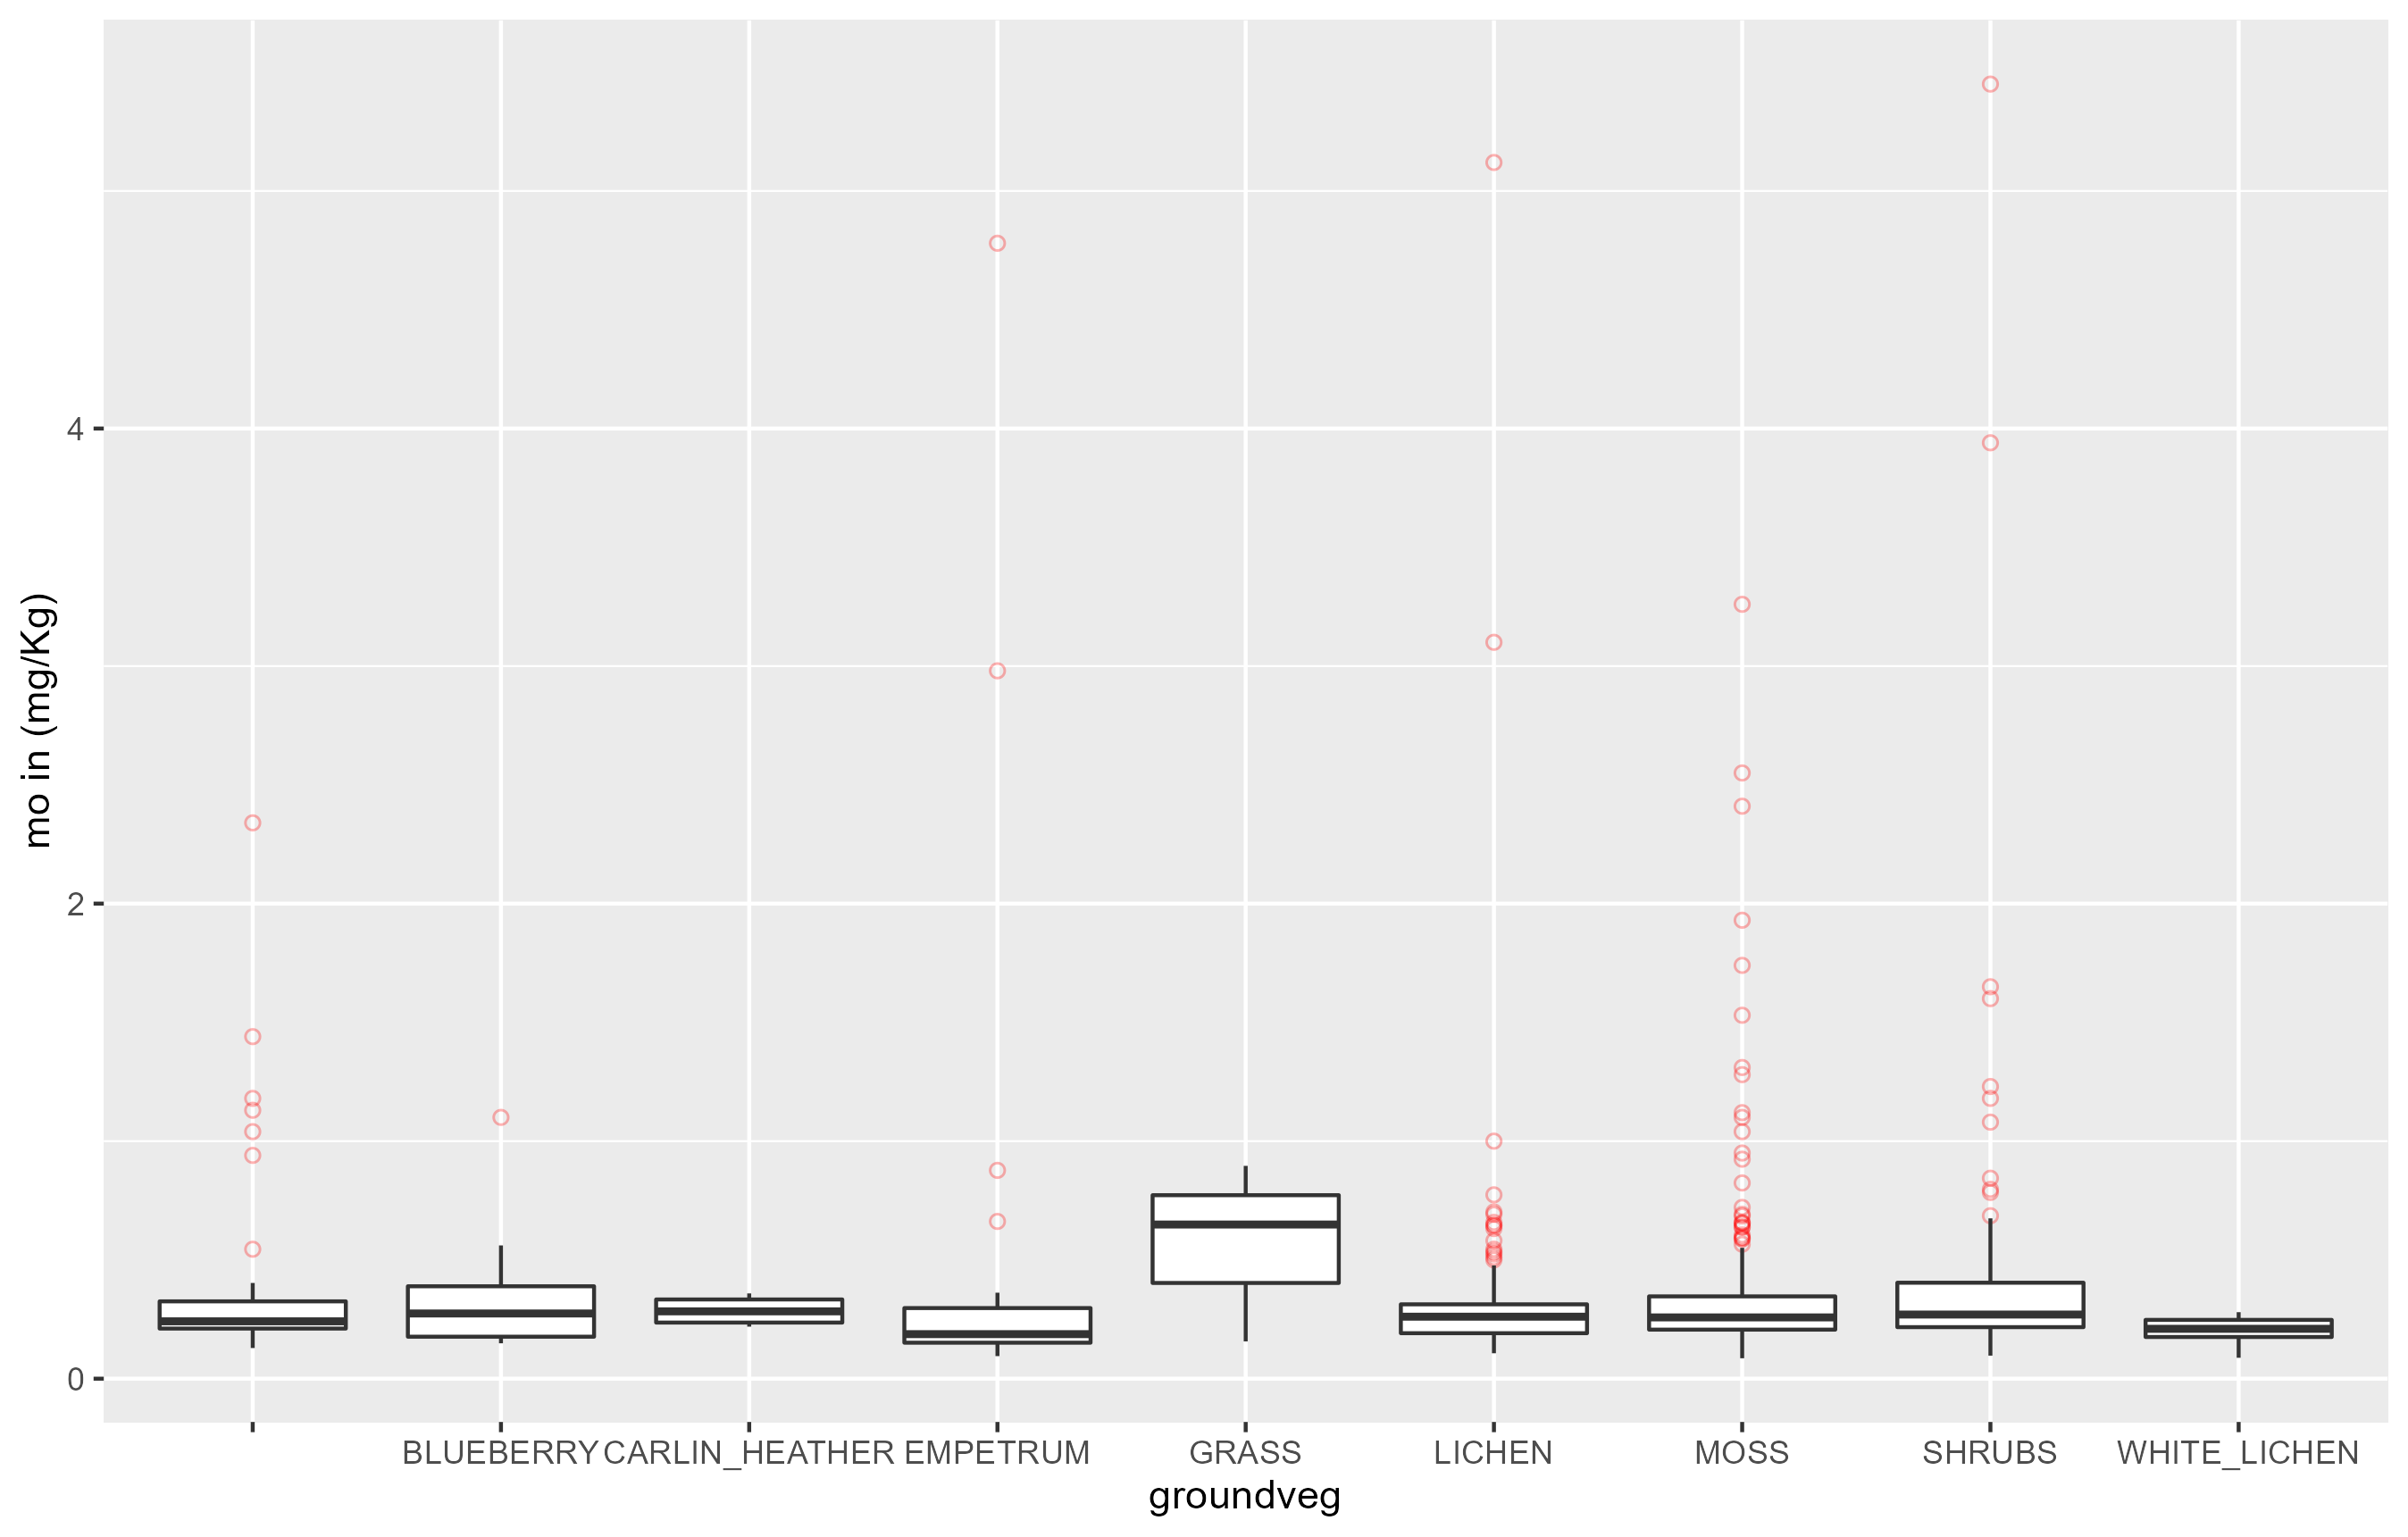 mo in (mg/Kg)
4
2
0
BLUEBERRY CARLIN_HEATHER EMPETRUM GRASS LICHEN MOSS SHRUBS WHITE_LICHEN
groundveg